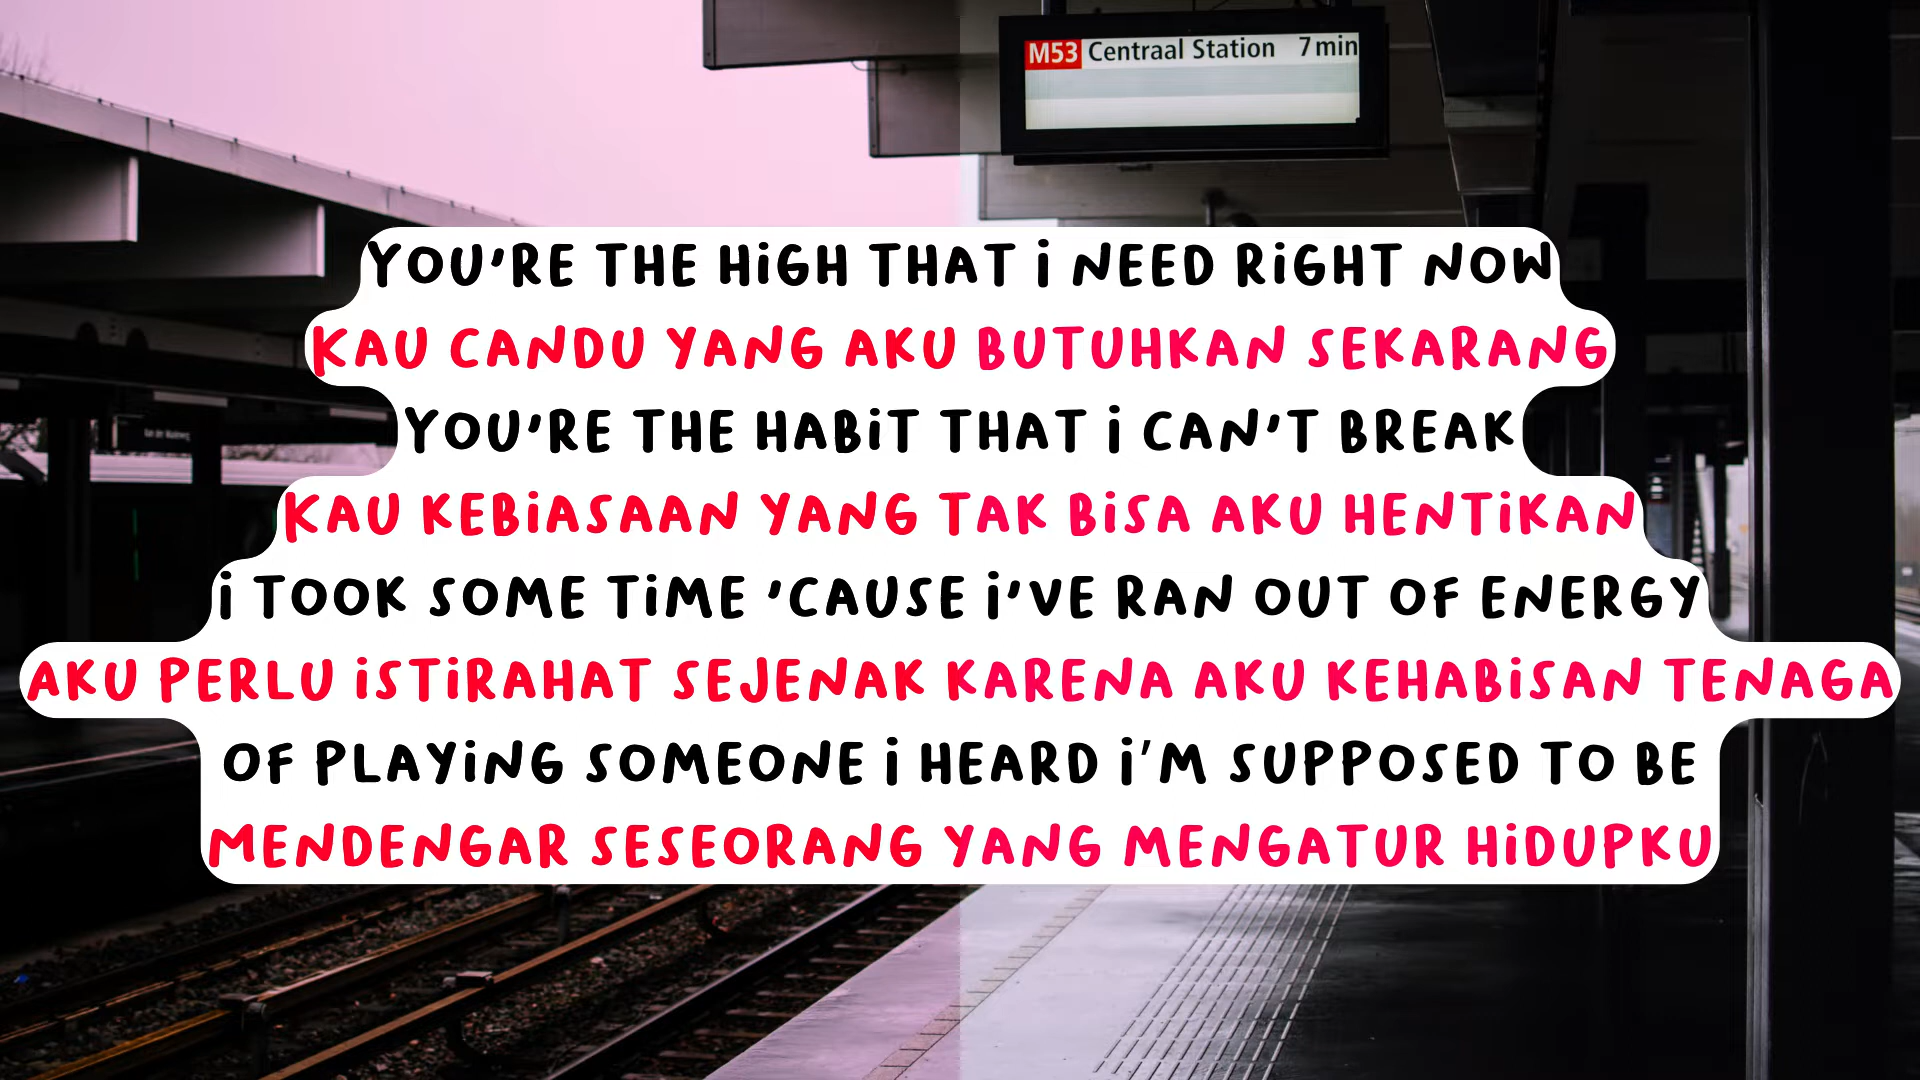 M53 Centraal Station 7 min
YOU'RE THE HiGH THAT i NEED RiGHT NOW
KAU CANDU YANG AKU BUTUHKAN SEKARANG
YOU'RE THE HABiT THAT i CAN'T BREAK
KAU KEBiASAAN YANG TAK BiSA AKU HENTiKAN
i TOOK SOME TiME 'CAUSE i'VE RAN OUT OF ENERGY
AKU PERLU iSTiRAHAT SEJENAK KARENA AKU KEHABiSAN TENAGA
OF PLAYiNG SOMEONE i HEARD i'M SUPPOSED TO BE
MENDENGAR SESEORANG YANG MENGATUR HiDUPKU